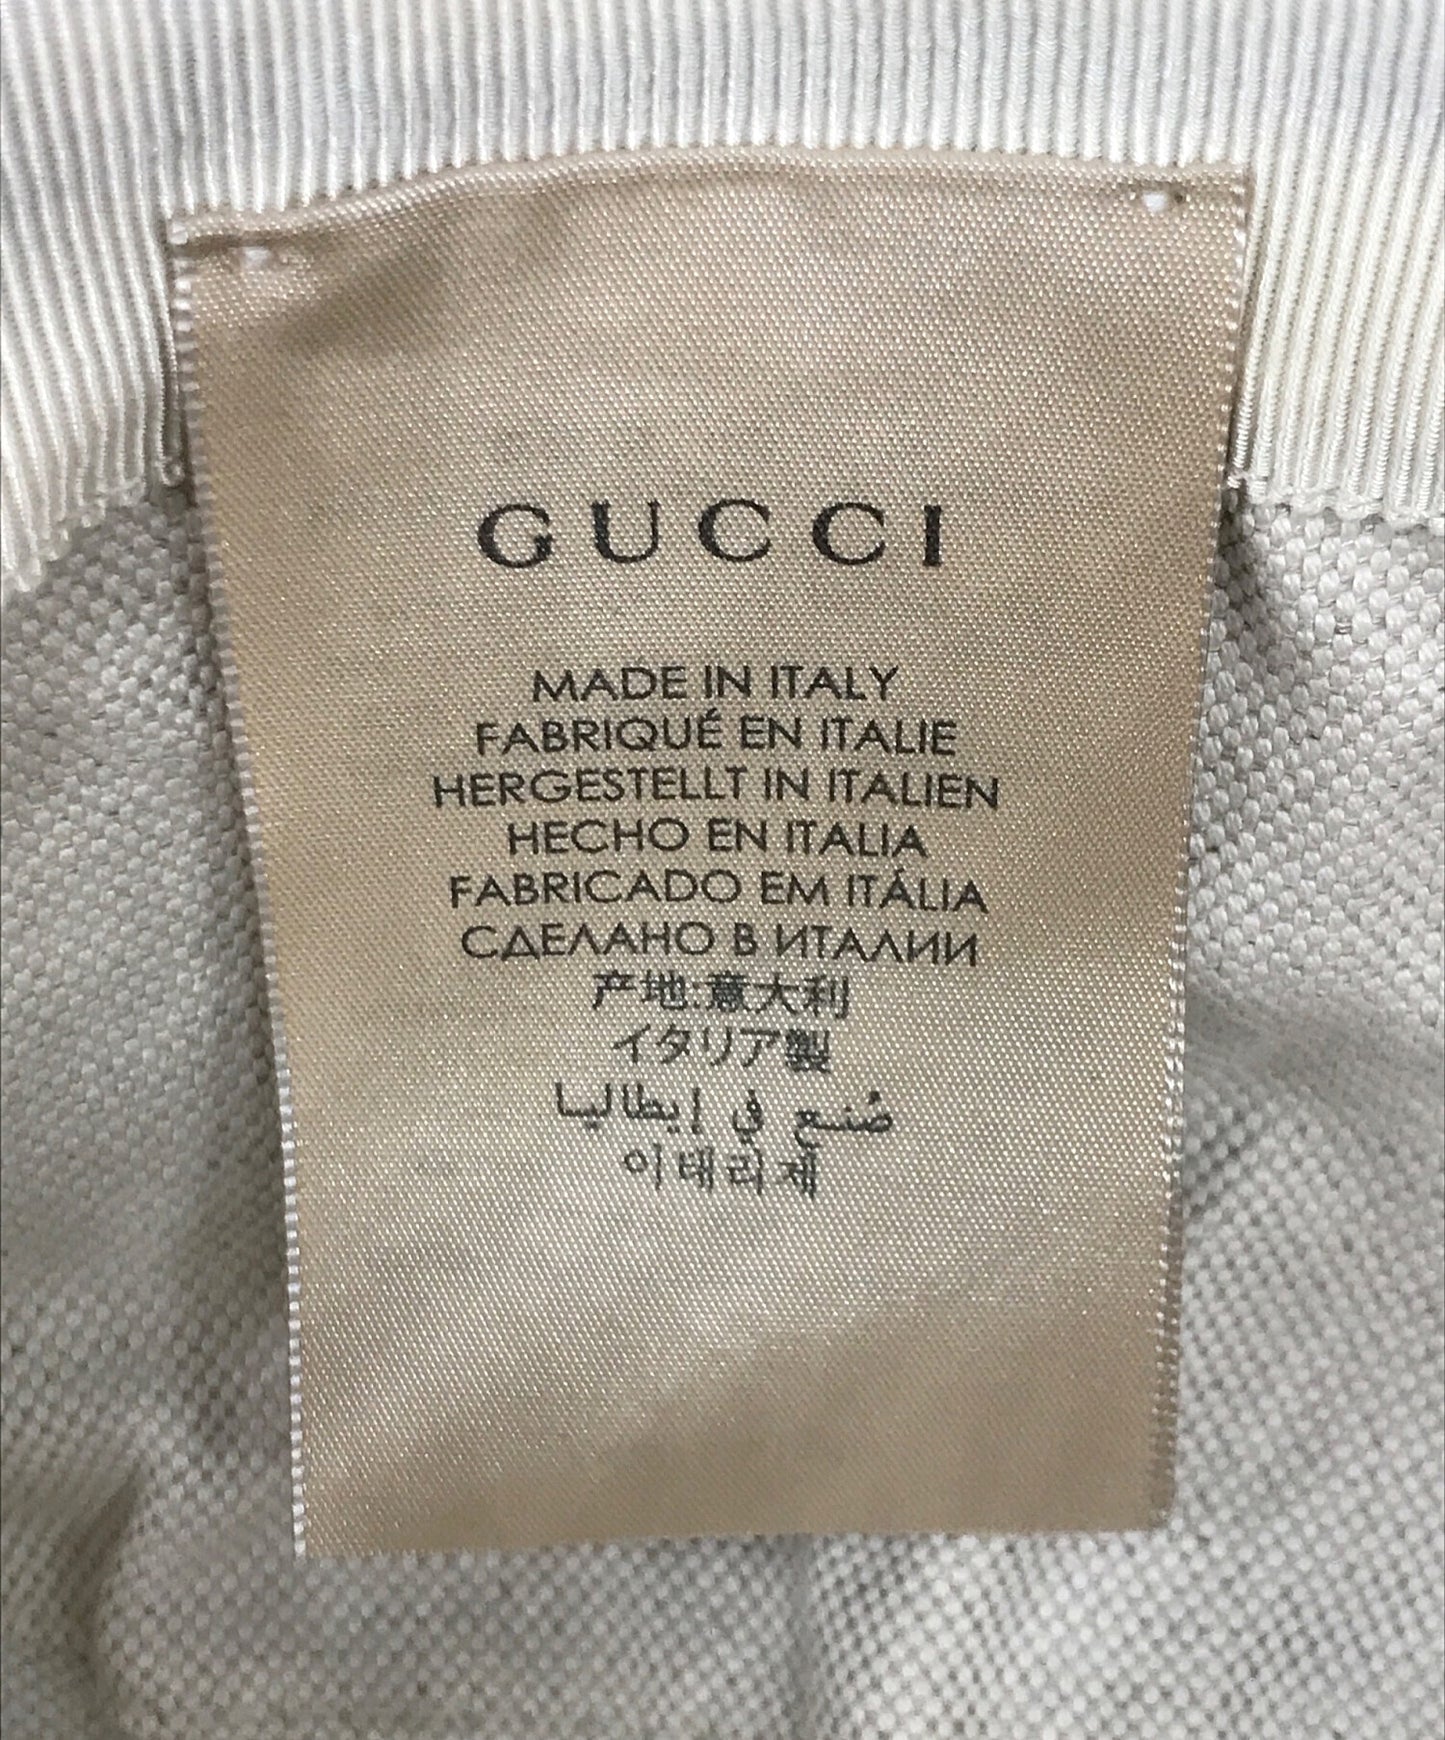 GUCCI
MADE IN ITALY
FABRIQUÉ EN ITALIE
HERGESTELLT IN ITALIEN
HECHO EN ITALIA
FABRICADO EM ITÁLIA
СДЕЛАНО В ИТАЛИИ
产地:意大利
イタリア製
صُنع في إيطاليا
이태리제